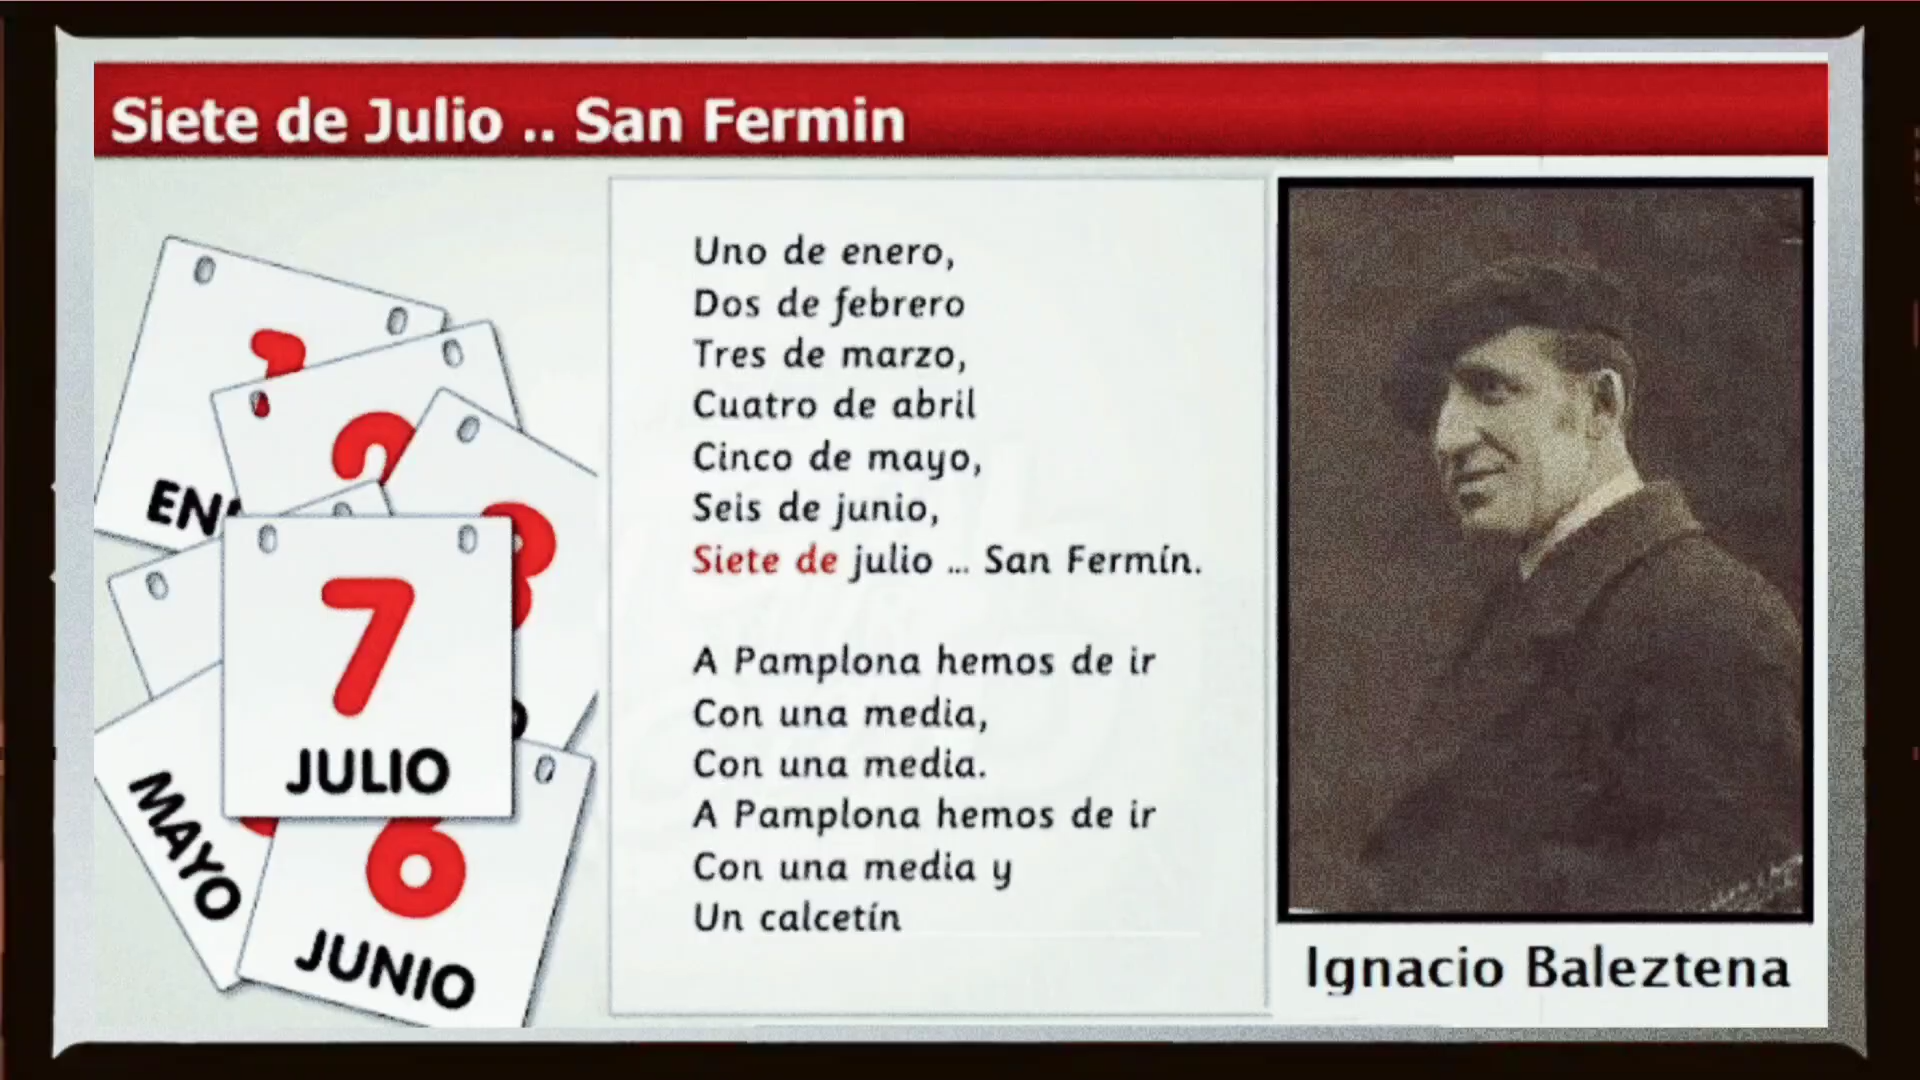 Siete de Julio .. San Fermin
Uno de enero,
Dos de febrero
Tres de marzo,
Cuatro de abril
Cinco de mayo,
Seis de junio,
Siete de julio ... San Fermín.
A Pamplona hemos de ir
Con una media,
Con una media.
A Pamplona hemos de ir
Con una media y
Un calcetín
7
JULIO
MAYO
6
JUNIO
Ignacio Baleztena